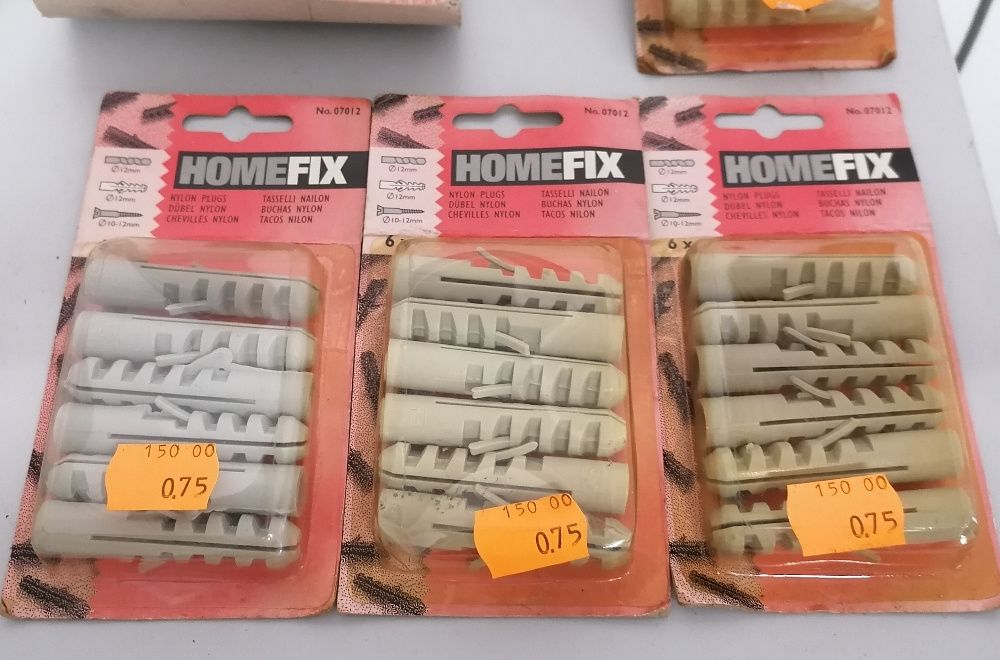 No. 07012
HOMEFIX
Ø12mm
Ø12mm
Ø10-12mm
NYLON PLUGS
DÜBEL NYLON
CHEVILLES NYLON
TASSELLI NAILON
BUCHAS NYLON
TACOS NILON
150 00
0.75
No. 07012
HOMEFIX
Ø12mm
Ø12mm
Ø10-12mm
NYLON PLUGS
DÜBEL NYLON
CHEVILLES NYLON
TASSELLI NAILON
BUCHAS NYLON
TACOS NILON
6
150 00
0.75
No. 07012
HOMEFIX
Ø12mm
Ø12mm
Ø10-12mm
NYLON PLUGS
DÜBEL NYLON
CHEVILLES NYLON
TASSELLI NAILON
BUCHAS NYLON
TACOS NILON
6 x
150 00
0.75